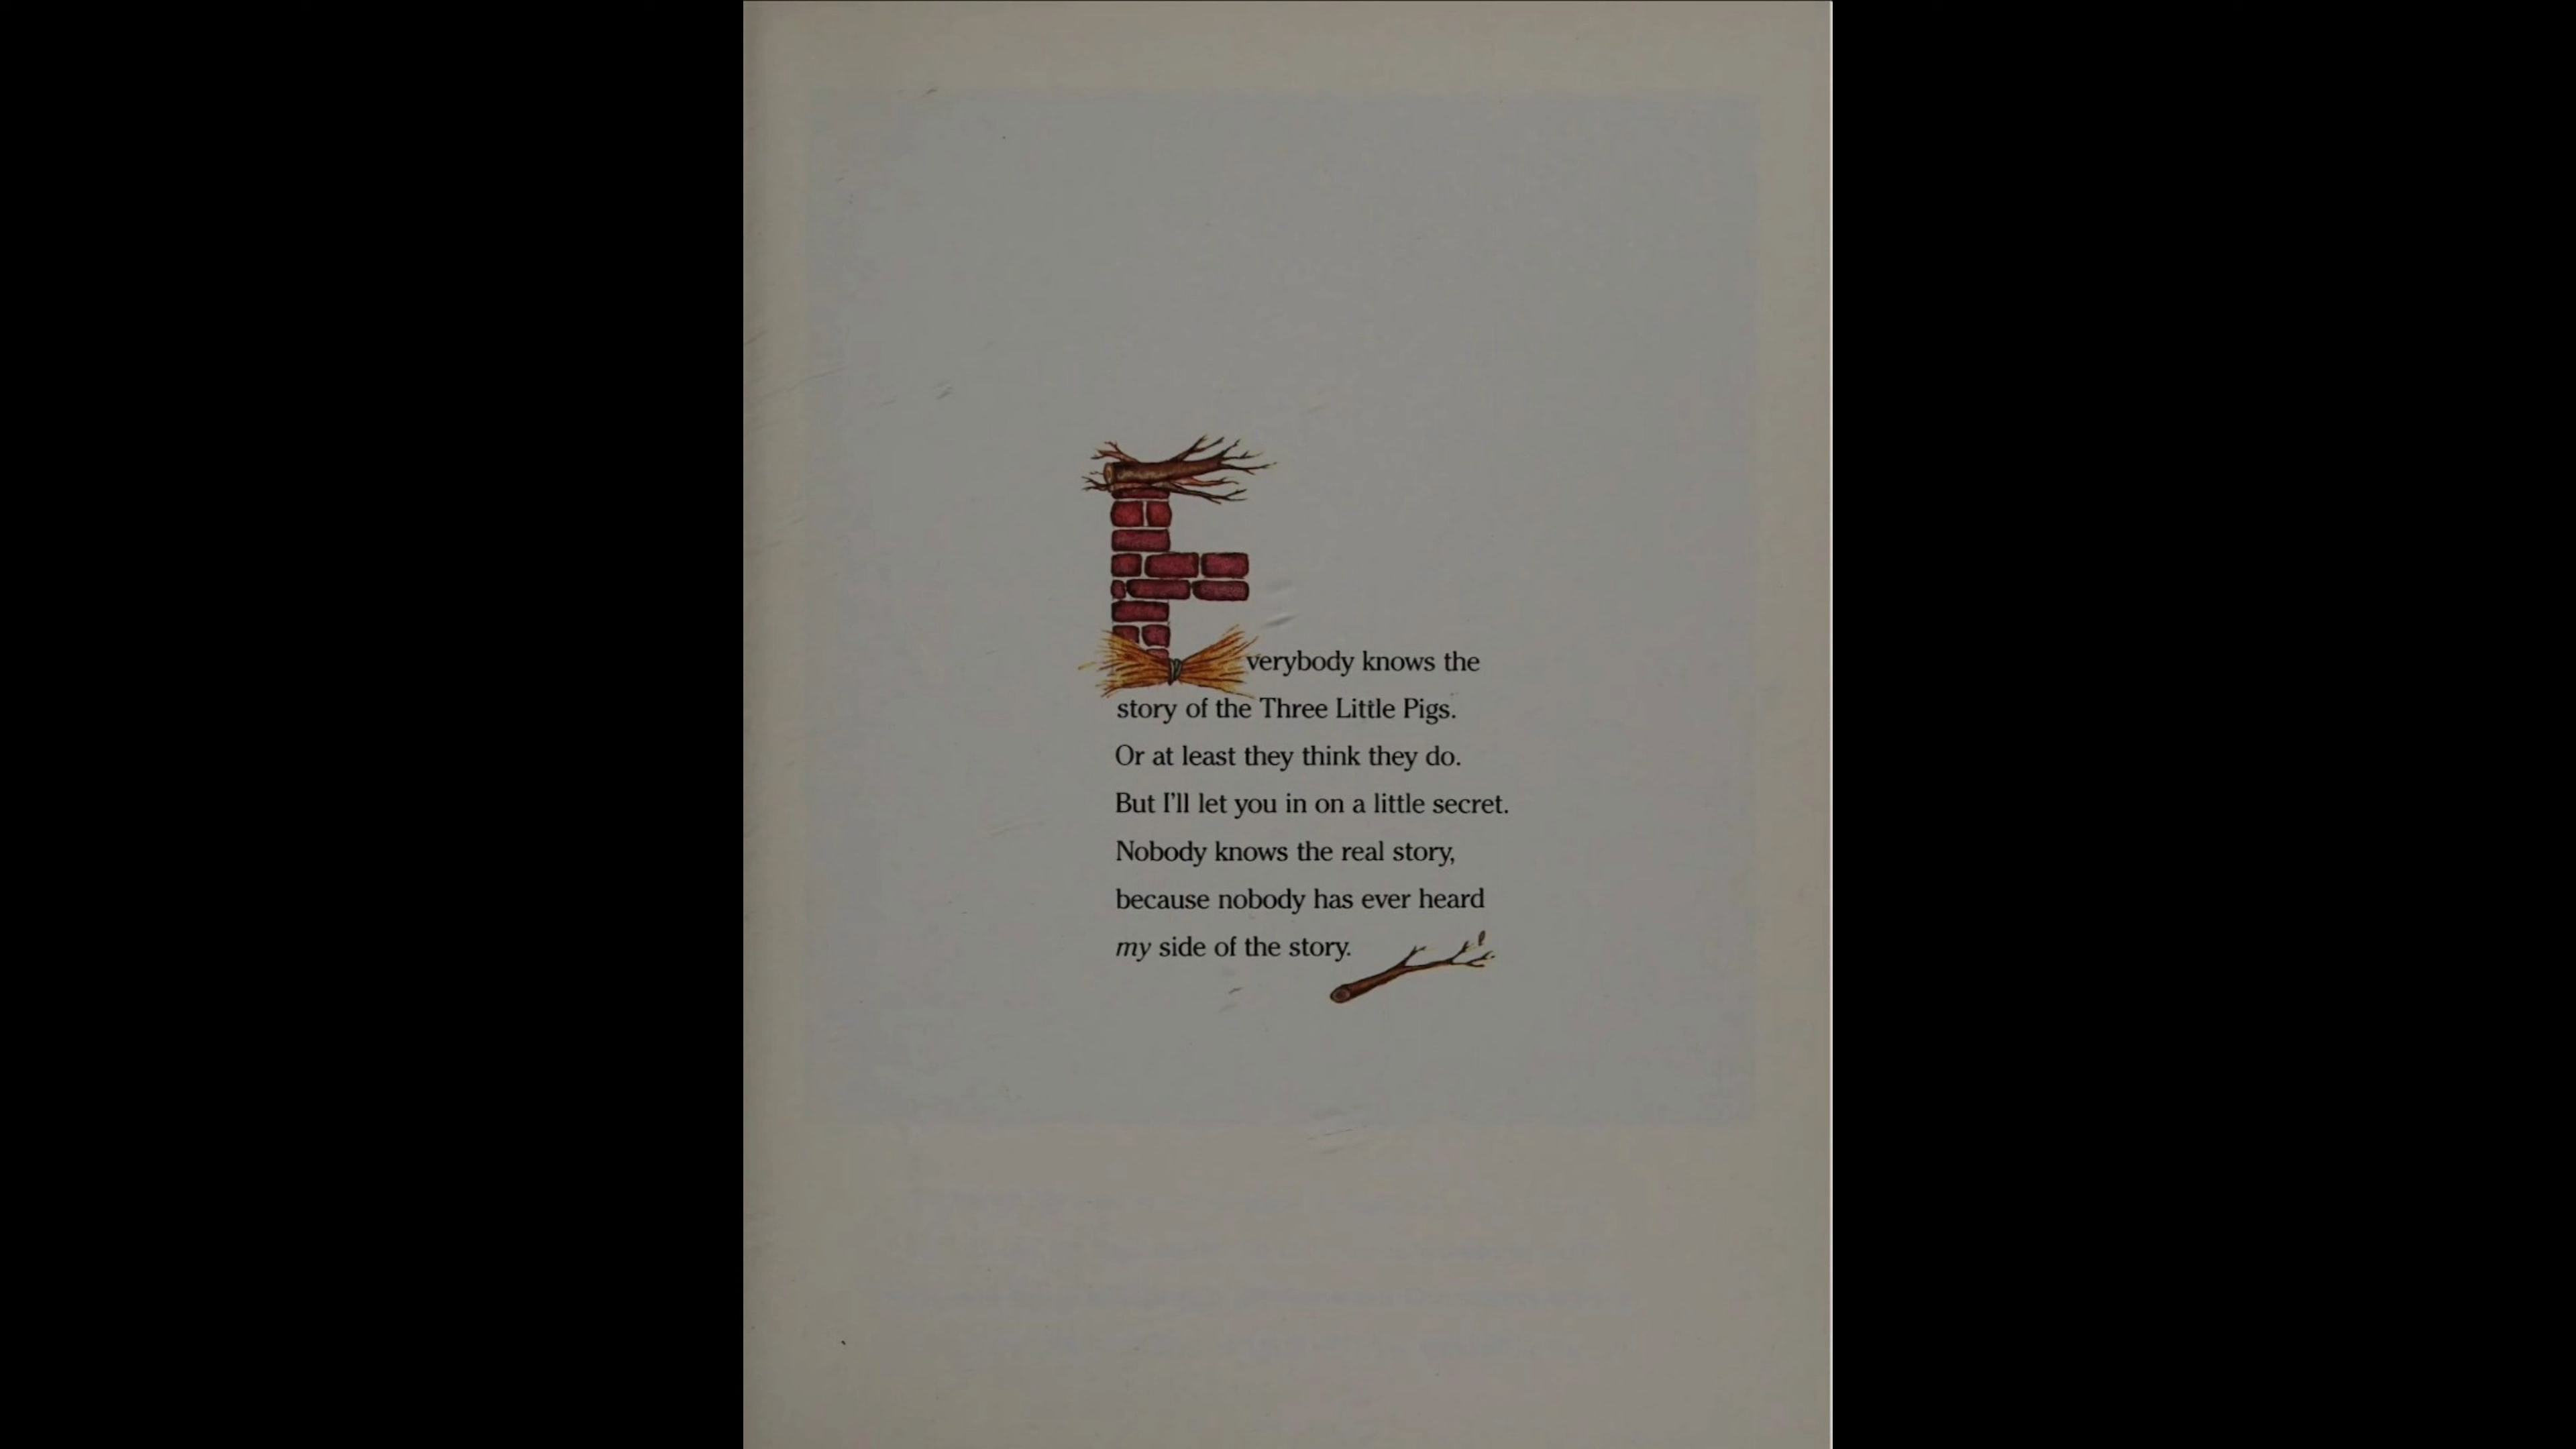 Everybody knows the
story of the Three Little Pigs.
Or at least they think they do.
But I'll let you in on a little secret.
Nobody knows the real story,
because nobody has ever heard
my side of the story.